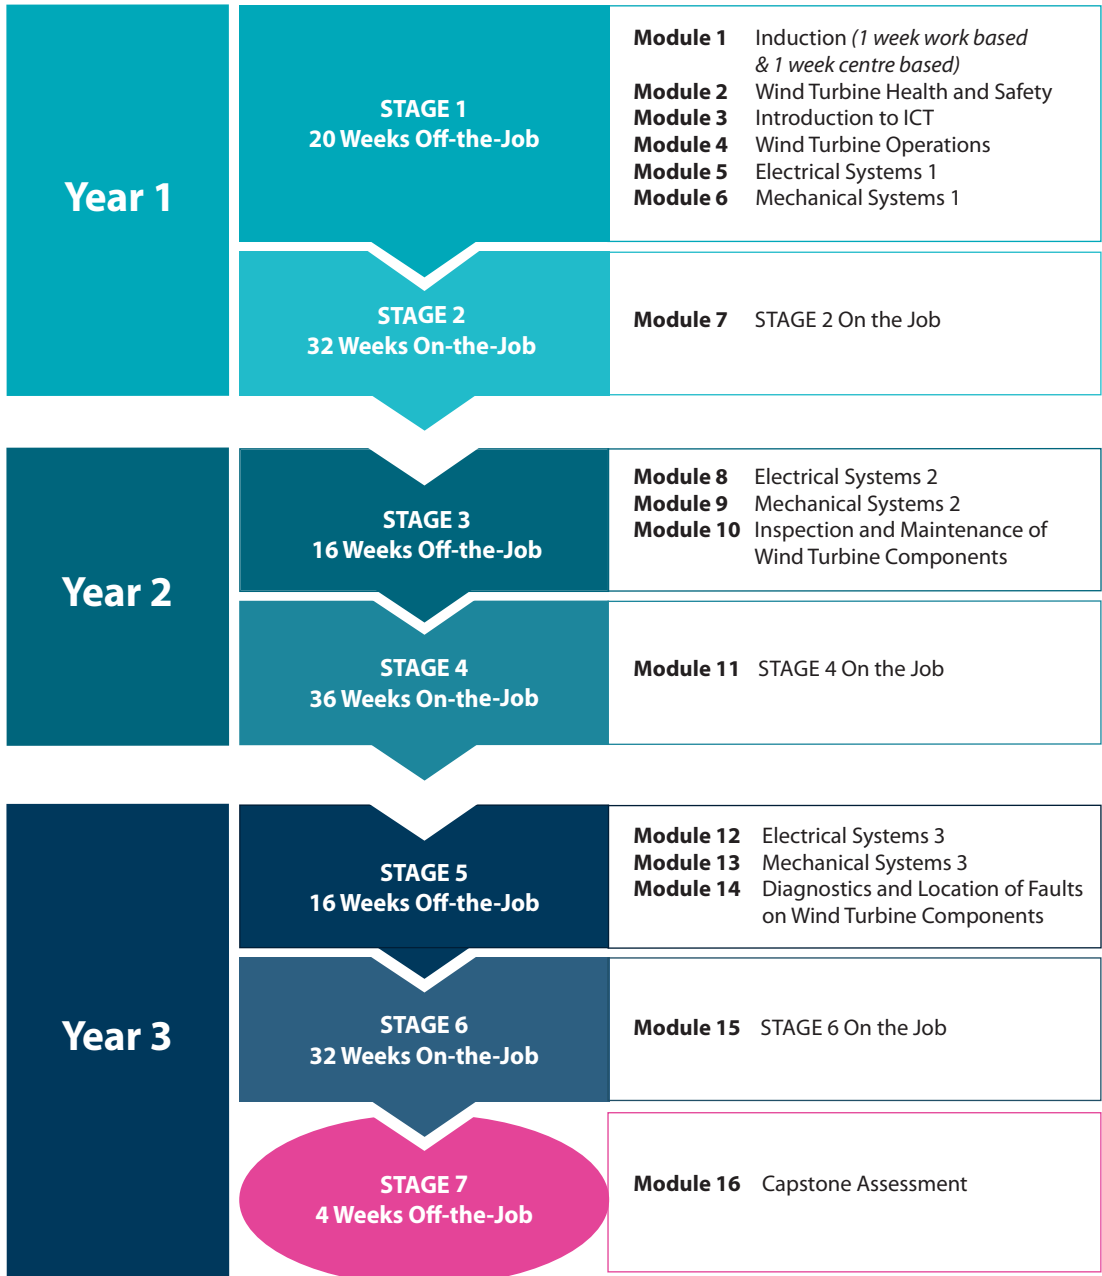 Year 1
STAGE 1
20 Weeks Off-the-Job
Module 1 Induction (1 week work based
& 1 week centre based)
Module 2 Wind Turbine Health and Safety
Module 3 Introduction to ICT
Module 4 Wind Turbine Operations
Module 5 Electrical Systems 1
Module 6 Mechanical Systems 1
STAGE 2
32 Weeks On-the-Job
Module 7 STAGE 2 On the Job
Year 2
STAGE 3
16 Weeks Off-the-Job
Module 8 Electrical Systems 2
Module 9 Mechanical Systems 2
Module 10 Inspection and Maintenance of
Wind Turbine Components
STAGE 4
36 Weeks On-the-Job
Module 11 STAGE 4 On the Job
Year 3
STAGE 5
16 Weeks Off-the-Job
Module 12 Electrical Systems 3
Module 13 Mechanical Systems 3
Module 14 Diagnostics and Location of Faults
on Wind Turbine Components
STAGE 6
32 Weeks On-the-Job
Module 15 STAGE 6 On the Job
STAGE 7
4 Weeks Off-the-Job
Module 16 Capstone Assessment